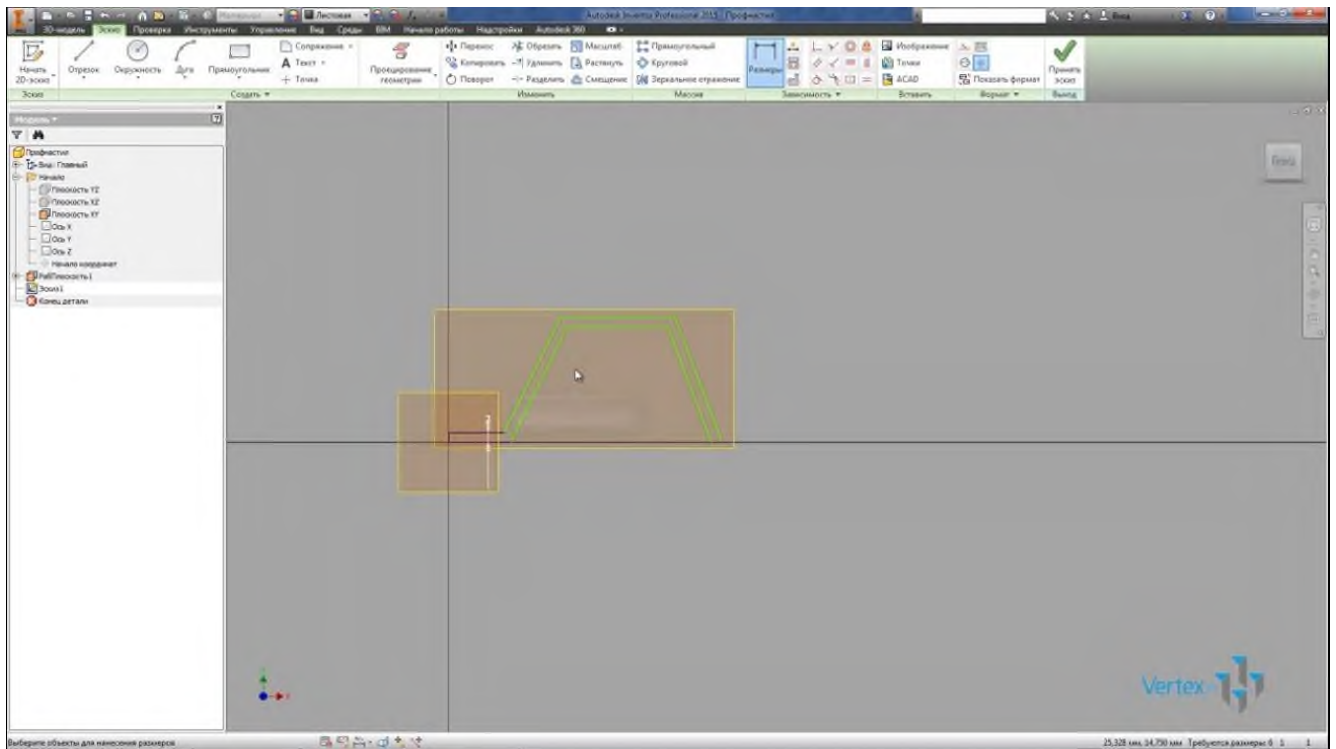 Autodesk Inventor Professional 2015 Профнастил
Вход
3D-модель Эскиз Проверка Инструменты Управление Вид Среды BIM Начало работы Надстройки Autodesk 360
Начать 2D-эскиз
Отрезок
Окружность
Дуга
Прямоугольник
Сопряжение
Текст
Точка
Проецирование геометрии
Перенос
Обрезать
Масштаб
Копировать
Удлинить
Растянуть
Поворот
Разделить
Смещение
Прямоугольный
Круговой
Зеркальное отражение
Размеры
Изображение
Точки
ACAD
Показать формат
Принять эскиз
Эскиз
Создать
Изменить
Массив
Зависимость
Вставить
Формат
Выход
Модель
Профнастил
Вид: Главный
Начало
Плоскость YZ
Плоскость XZ
Плоскость XY
Ось X
Ось Y
Ось Z
Начало координат
РабПлоскость1
Эскиз1
Конец детали
Vertex
Выберите объекты для нанесения размеров
25,328 мм, 14,750 мм Требуются размеры: 6 1 1